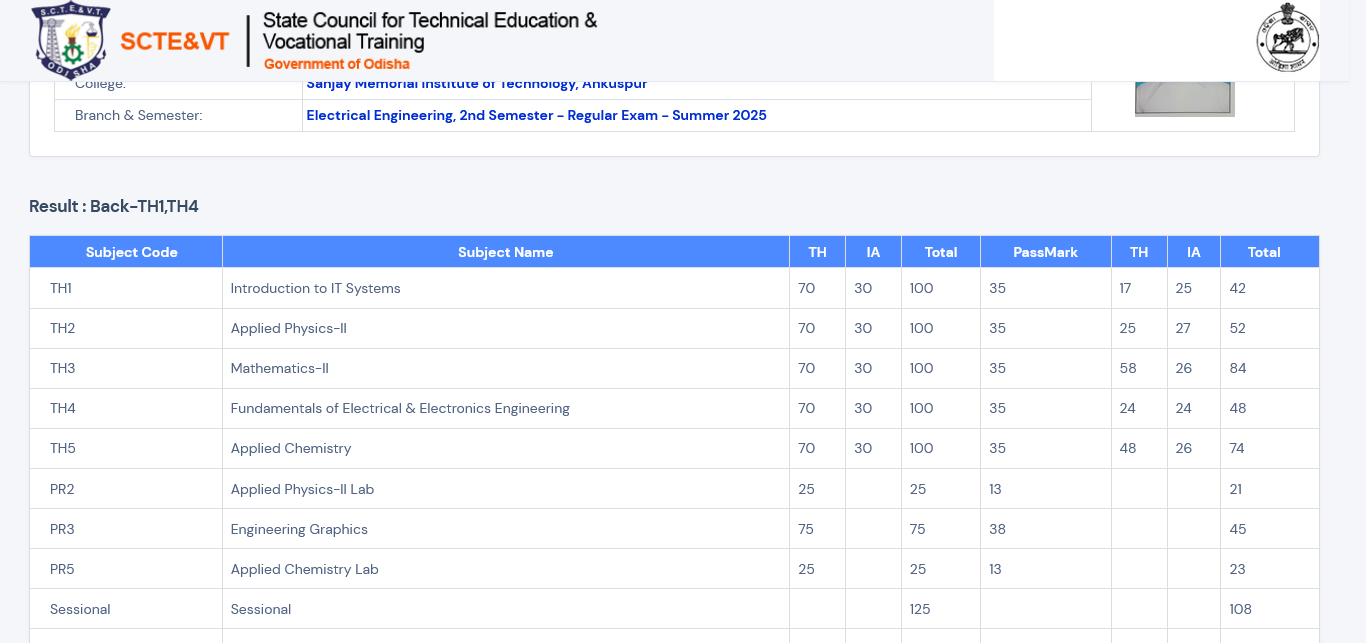 S.C.T.E.&V.T.
ODISHA
SCTE&VT
State Council for Technical Education &
Vocational Training
Government of Odisha
College: Sanjay Memorial Institute of Technology, Ankuspur
Branch & Semester: Electrical Engineering, 2nd Semester - Regular Exam - Summer 2025
Result : Back-TH1,TH4
Subject Code Subject Name TH IA Total PassMark TH IA Total
TH1 Introduction to IT Systems 70 30 100 35 17 25 42
TH2 Applied Physics-II 70 30 100 35 25 27 52
TH3 Mathematics-II 70 30 100 35 58 26 84
TH4 Fundamentals of Electrical & Electronics Engineering 70 30 100 35 24 24 48
TH5 Applied Chemistry 70 30 100 35 48 26 74
PR2 Applied Physics-II Lab 25 25 13 21
PR3 Engineering Graphics 75 75 38 45
PR5 Applied Chemistry Lab 25 25 13 23
Sessional Sessional 125 108